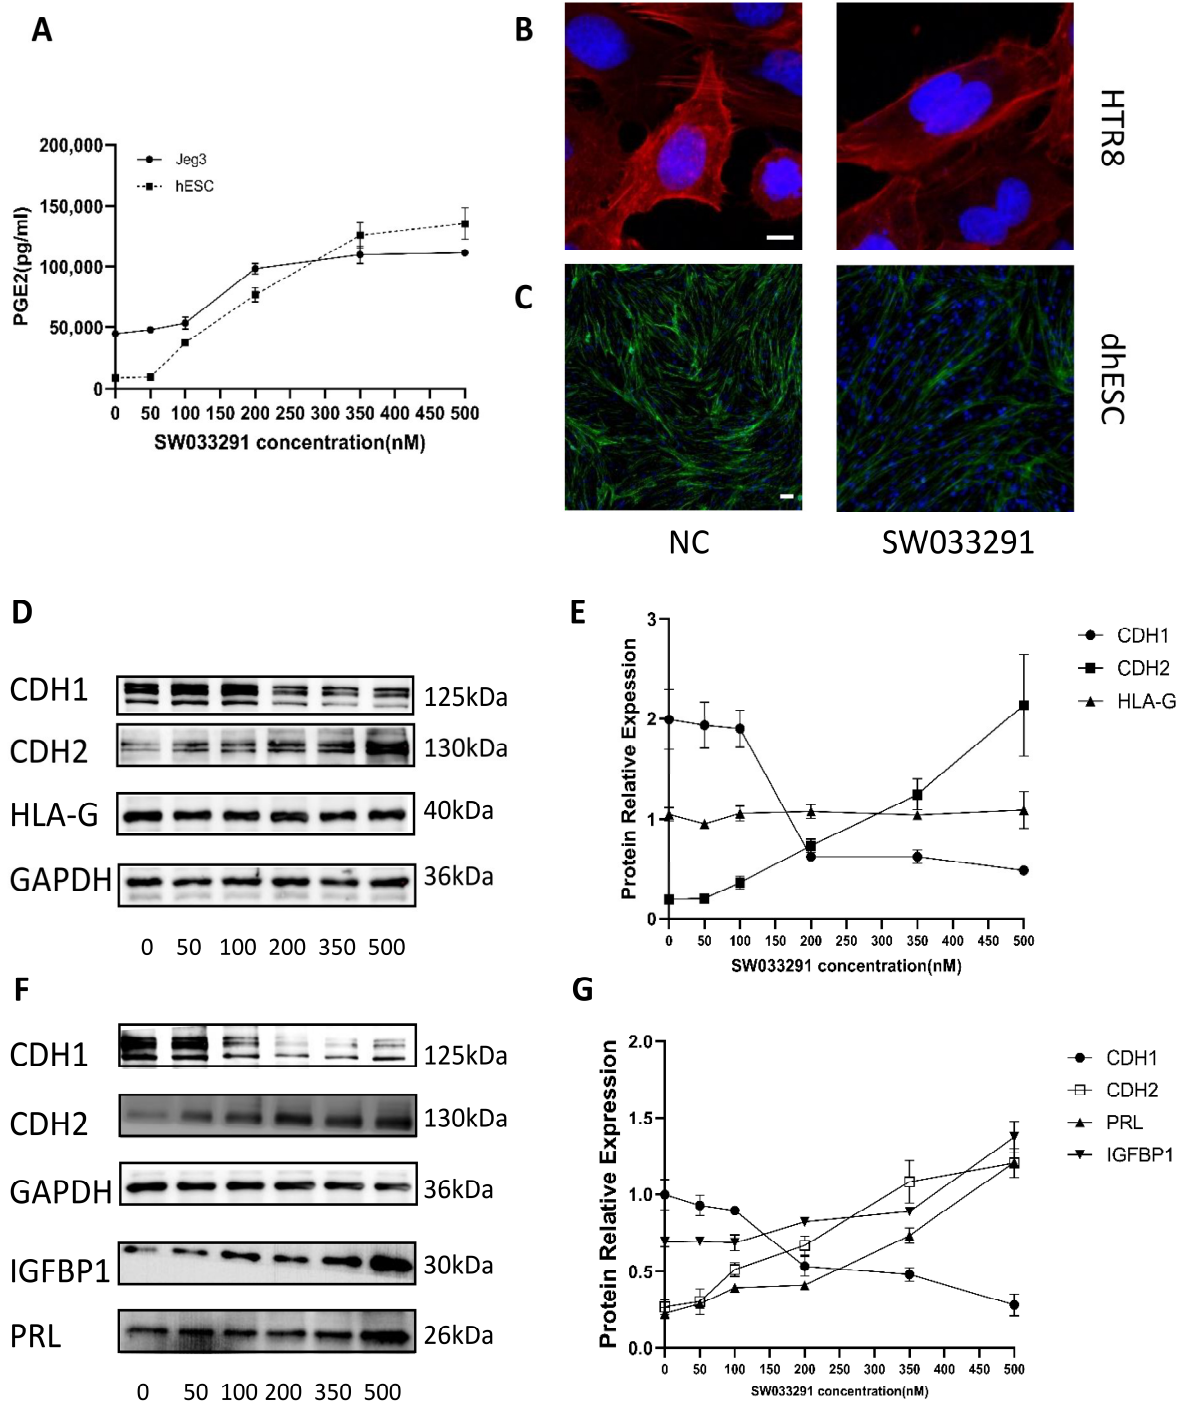 A
200,000
150,000
100,000
50,000
0
PGE2(pg/ml)
Jeg3
hESC
0 50 100 150 200 250 300 350 400 450 500
SW033291 concentration(nM)
B
HTR8
C
dhESC
NC SW033291
D
CDH1 125kDa
CDH2 130kDa
HLA-G 40kDa
GAPDH 36kDa
0 50 100 200 350 500
E
3
2
1
0
Protein Relative Expession
CDH1
CDH2
HLA-G
0 50 100 150 200 250 300 350 400 450 500
SW033291 concentration(nM)
F
CDH1 125kDa
CDH2 130kDa
GAPDH 36kDa
IGFBP1 30kDa
PRL 26kDa
0 50 100 200 350 500
G
2.0
1.5
1.0
0.5
0.0
Protein Relative Expression
CDH1
CDH2
PRL
IGFBP1
0 50 100 150 200 250 300 350 400 450 500
SW033291 concentration(nM)